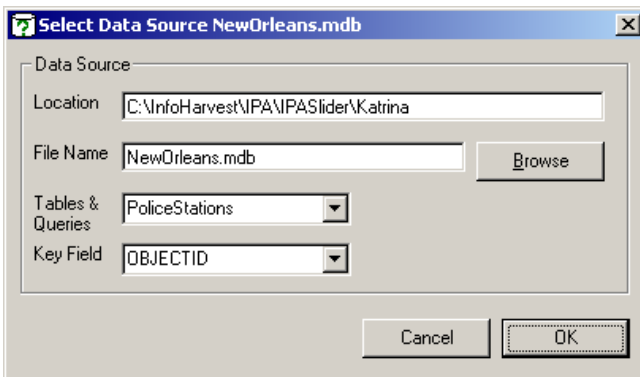 Select Data Source NewOrleans.mdb
Data Source
Location C:\InfoHarvest\IPA\IPASlider\Katrina
File Name NewOrleans.mdb Browse
Tables &
Queries PoliceStations
Key Field OBJECTID
Cancel OK